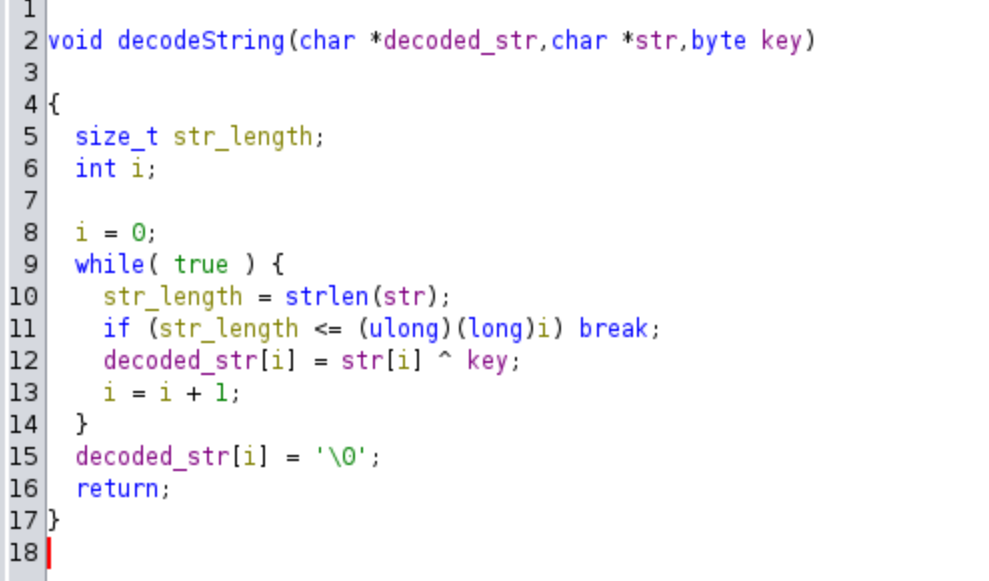 1
2 void decodeString(char *decoded_str,char *str,byte key)
3
4 {
5   size_t str_length;
6   int i;
7
8   i = 0;
9   while( true ) {
10     str_length = strlen(str);
11     if (str_length <= (ulong)(long)i) break;
12     decoded_str[i] = str[i] ^ key;
13     i = i + 1;
14   }
15   decoded_str[i] = '\0';
16   return;
17 }
18